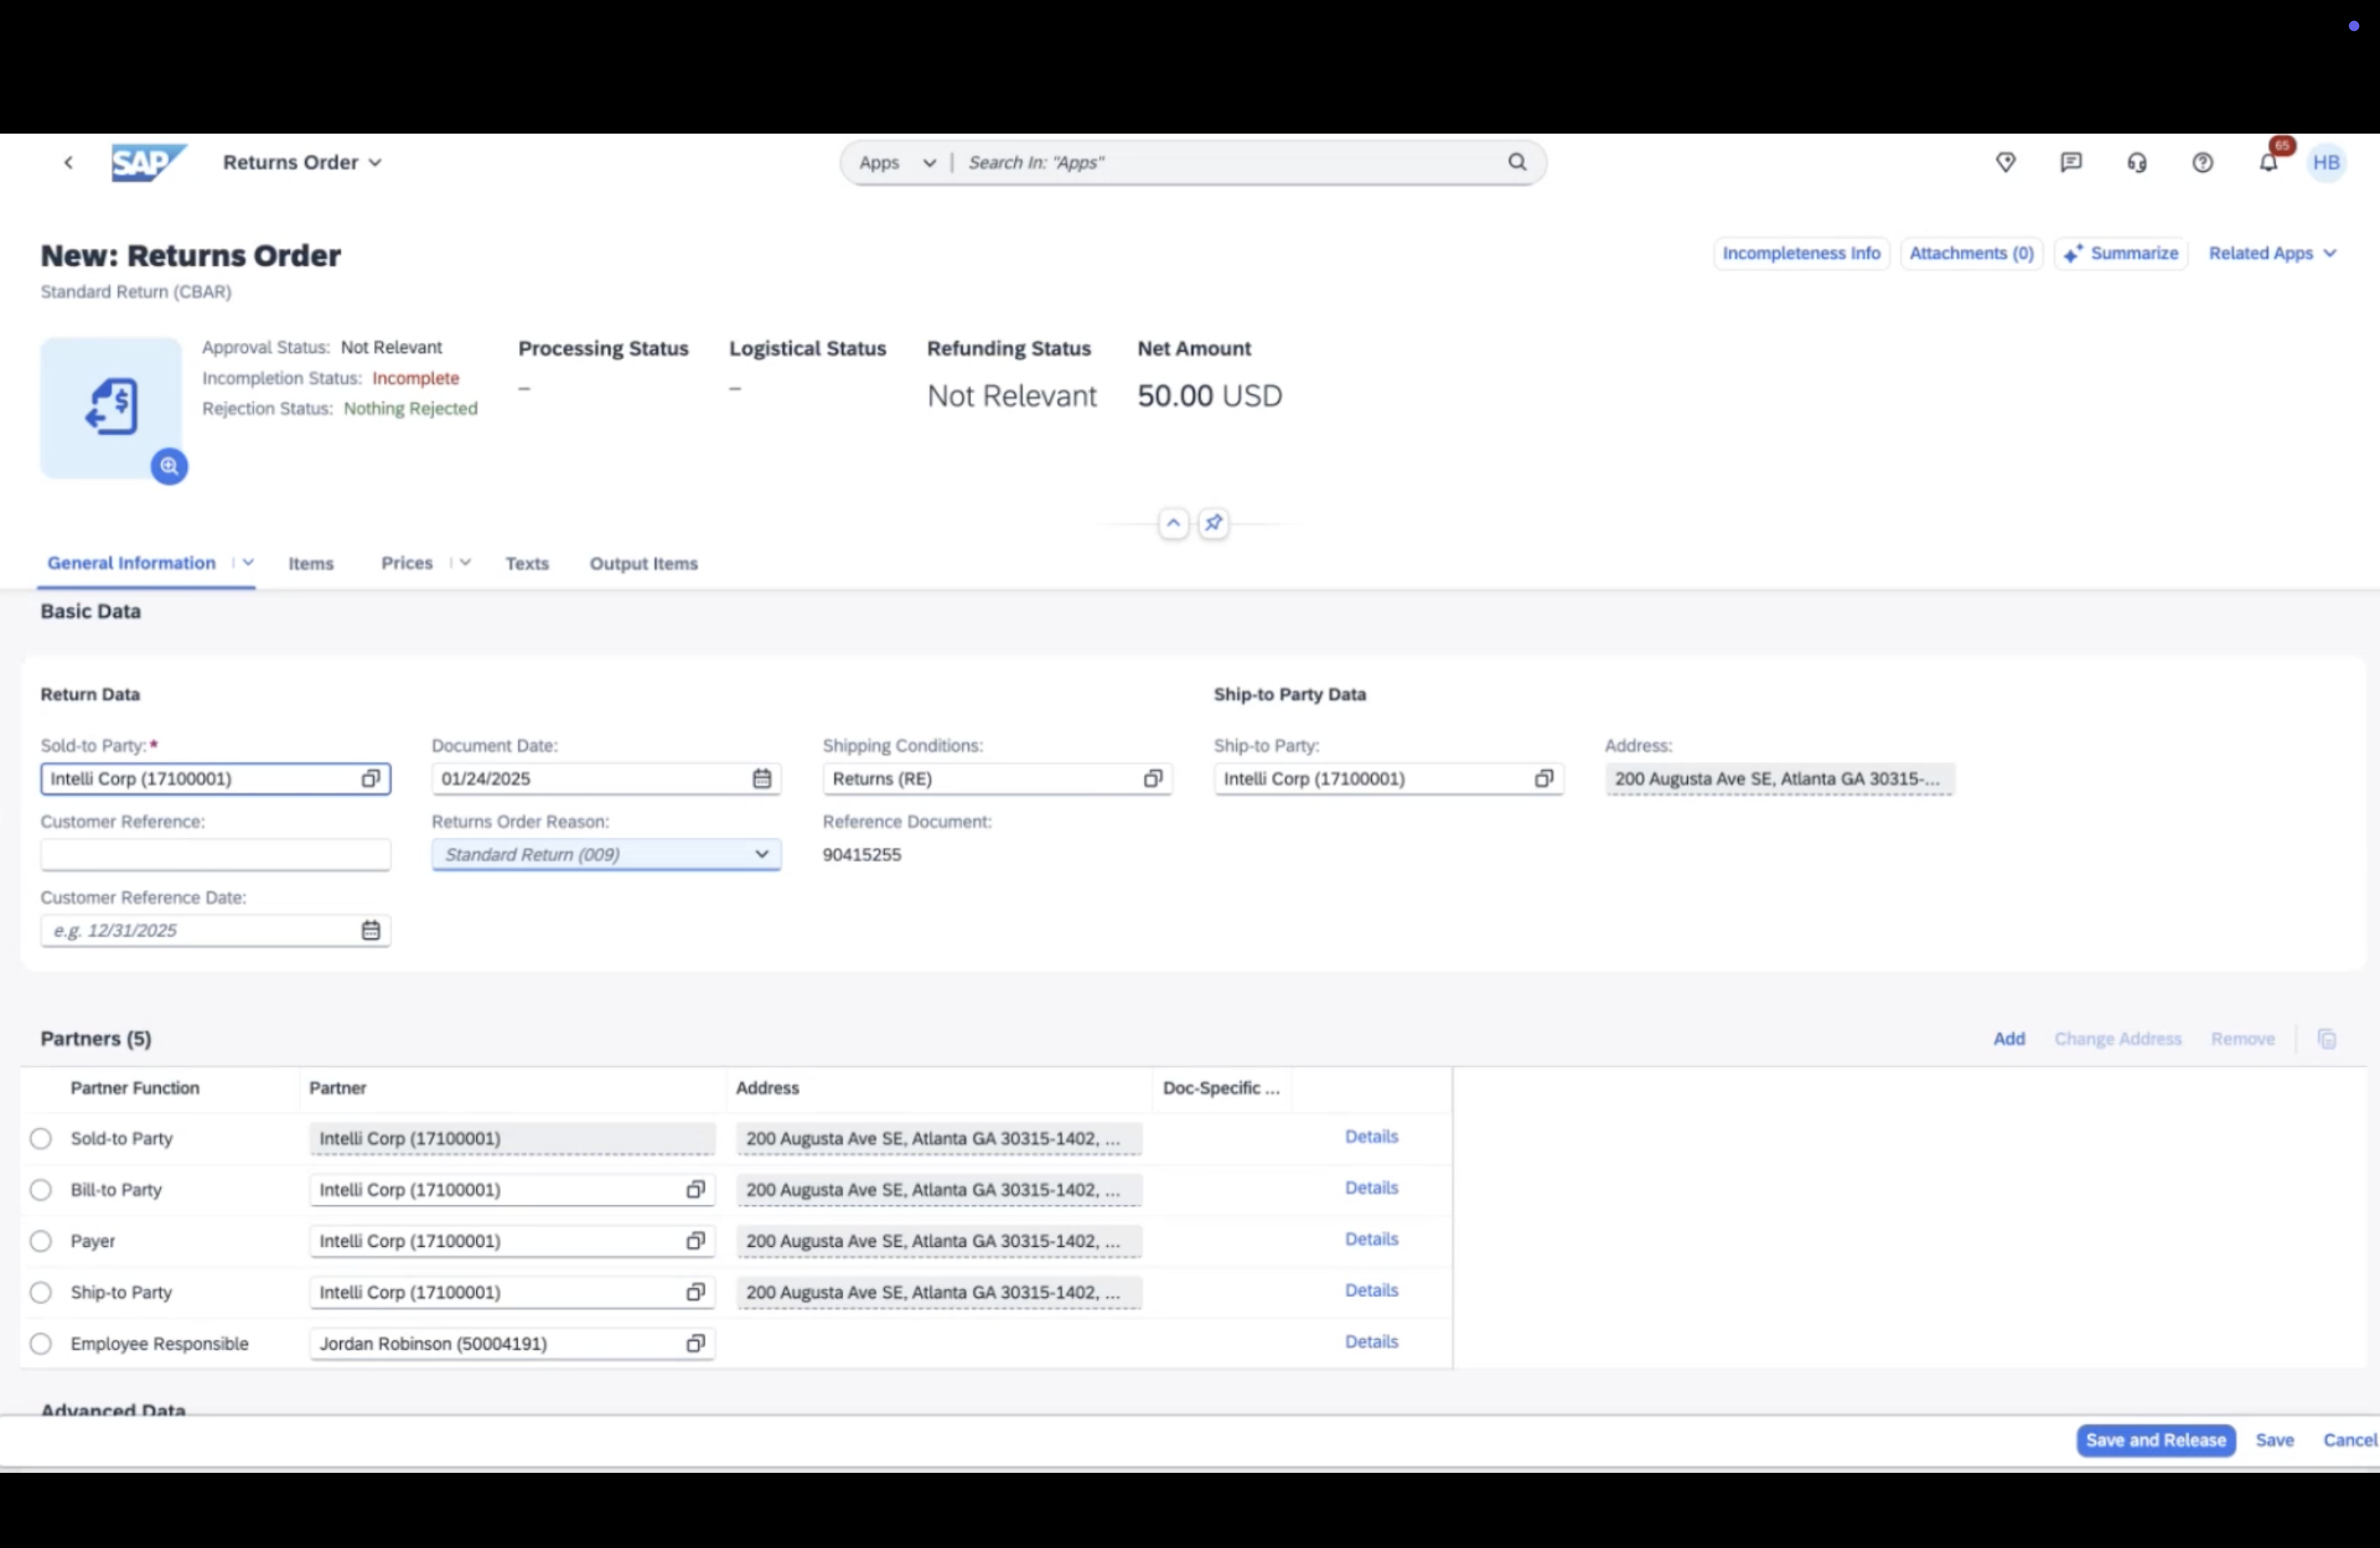 SAP Returns Order Apps Search In: "Apps" 65 HB
New: Returns Order
Incompleteness Info Attachments (0) Summarize Related Apps
Standard Return (CBAR)
Approval Status: Not Relevant
Incompletion Status: Incomplete
Rejection Status: Nothing Rejected
Processing Status
–
Logistical Status
–
Refunding Status
Not Relevant
Net Amount
50.00 USD
General Information Items Prices Texts Output Items
Basic Data
Return Data
Sold-to Party:*
Intelli Corp (17100001)
Customer Reference:
Customer Reference Date:
e.g. 12/31/2025
Document Date:
01/24/2025
Returns Order Reason:
Standard Return (009)
Shipping Conditions:
Returns (RE)
Reference Document:
90415255
Ship-to Party Data
Ship-to Party:
Intelli Corp (17100001)
Address:
200 Augusta Ave SE, Atlanta GA 30315-...
Partners (5)
Add Change Address Remove
Partner Function Partner Address Doc-Specific ...
Sold-to Party Intelli Corp (17100001) 200 Augusta Ave SE, Atlanta GA 30315-1402, ... Details
Bill-to Party Intelli Corp (17100001) 200 Augusta Ave SE, Atlanta GA 30315-1402, ... Details
Payer Intelli Corp (17100001) 200 Augusta Ave SE, Atlanta GA 30315-1402, ... Details
Ship-to Party Intelli Corp (17100001) 200 Augusta Ave SE, Atlanta GA 30315-1402, ... Details
Employee Responsible Jordan Robinson (50004191) Details
Advanced Data
Save and Release Save Cancel